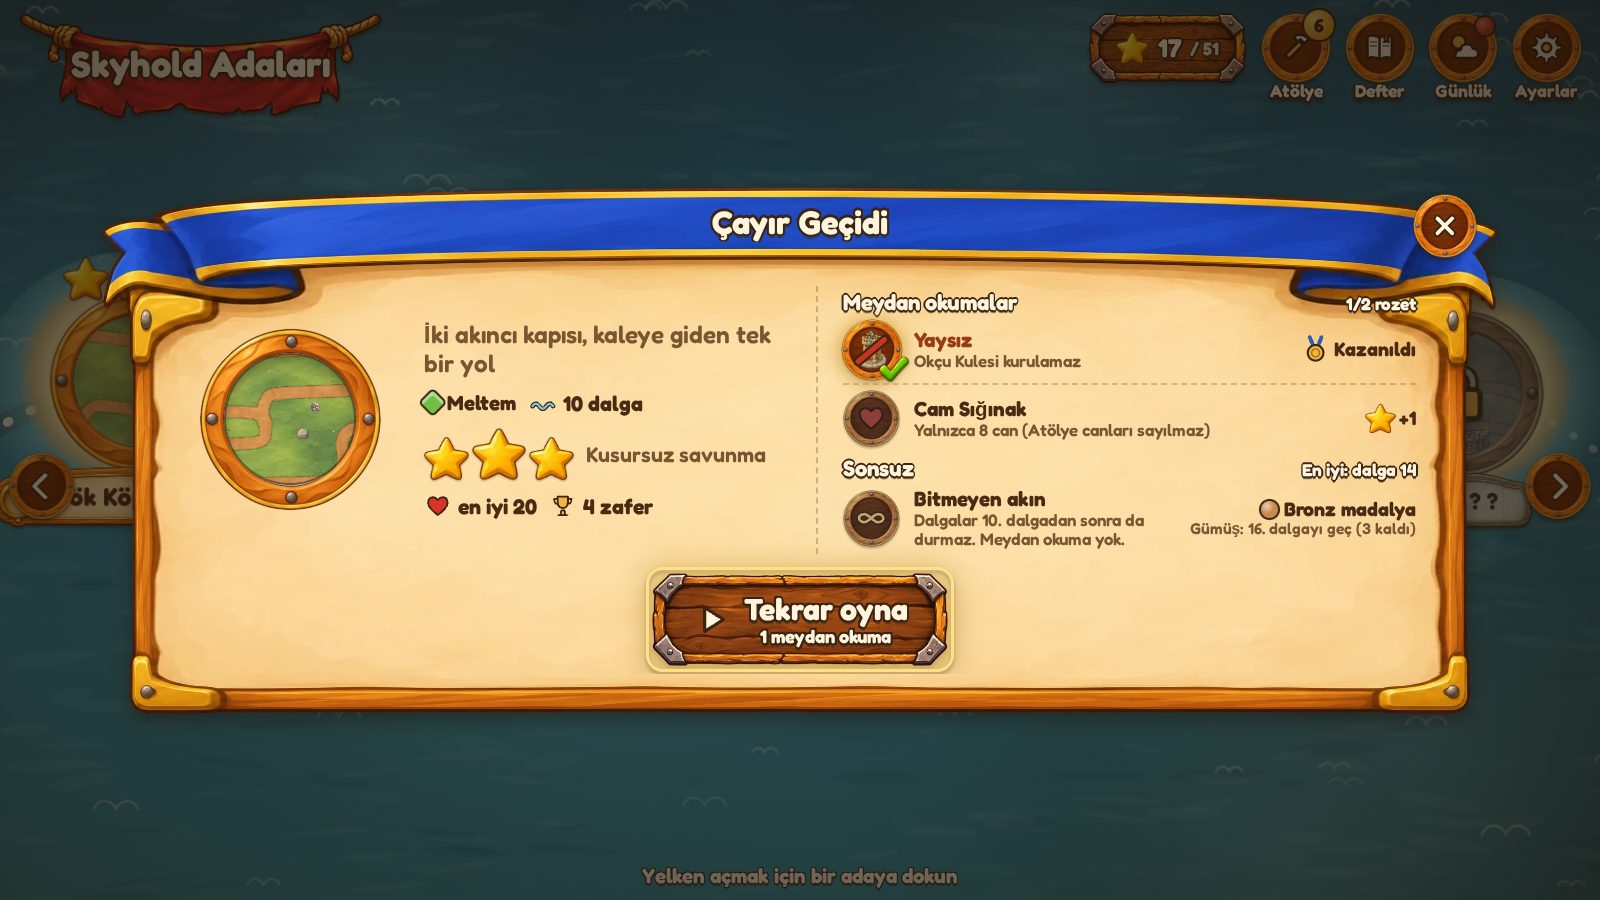 Skyhold Adaları
17 / 51
6
Atölye
Defter
Günlük
Ayarlar
Çayır Geçidi
İki akıncı kapısı, kaleye giden tek
bir yol
Meltem
10 dalga
Kusursuz savunma
en iyi 20
4 zafer
Meydan okumalar
1/2 rozet
Yaysız
Okçu Kulesi kurulamaz
Kazanıldı
Cam Sığınak
Yalnızca 8 can (Atölye canları sayılmaz)
+1
Sonsuz
En iyi: dalga 14
Bitmeyen akın
Dalgalar 10. dalgadan sonra da
durmaz. Meydan okuma yok.
Bronz madalya
Gümüş: 16. dalgayı geç (3 kaldı)
Tekrar oyna
1 meydan okuma
ök Kö
? ?
Yelken açmak için bir adaya dokun